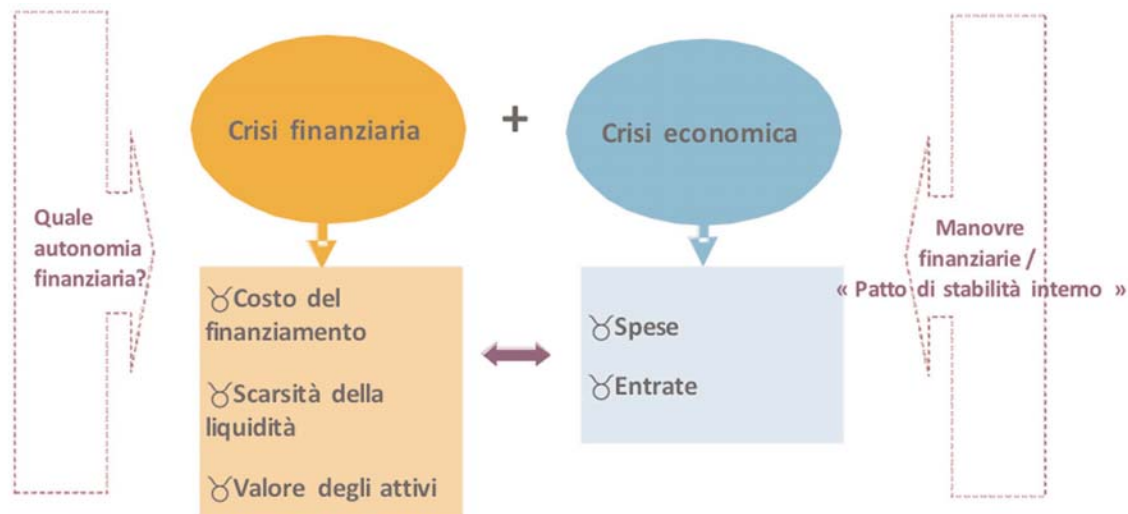 Crisi finanziaria
+
Crisi economica
Quale
autonomia
finanziaria?
♉Costo del
finanziamento
♉Scarsità della
liquidità
♉Valore degli attivi
♉Spese
♉Entrate
Manovre
finanziarie /
« Patto di stabilità interno »